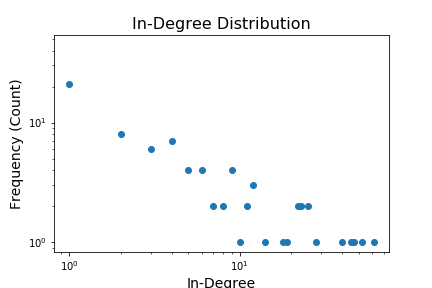 In-Degree Distribution
Frequency (Count)
10¹
10⁰
10⁰
10¹
In-Degree